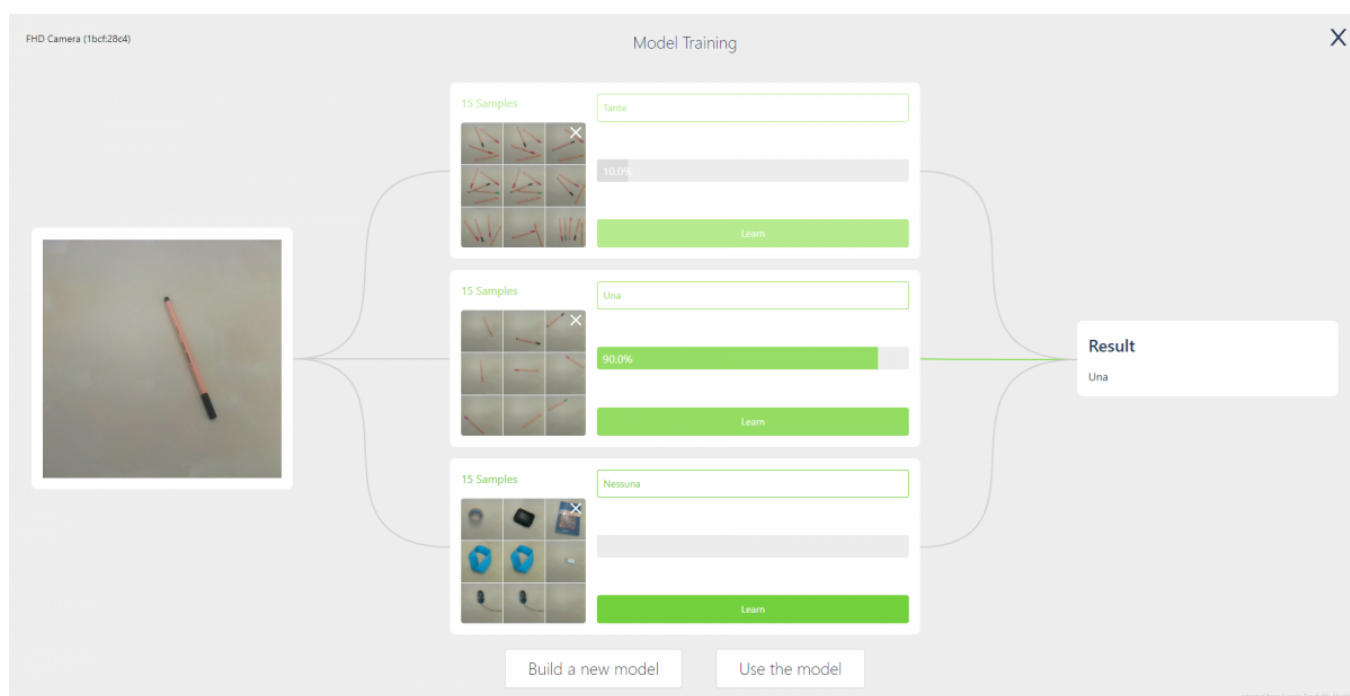 FHD Camera (1bcf:28c4)
Model Training
X
15 Samples
Tante
10.0%
Learn
15 Samples
Una
90.0%
Learn
15 Samples
Nessuna
Learn
Result
Una
Build a new model
Use the model